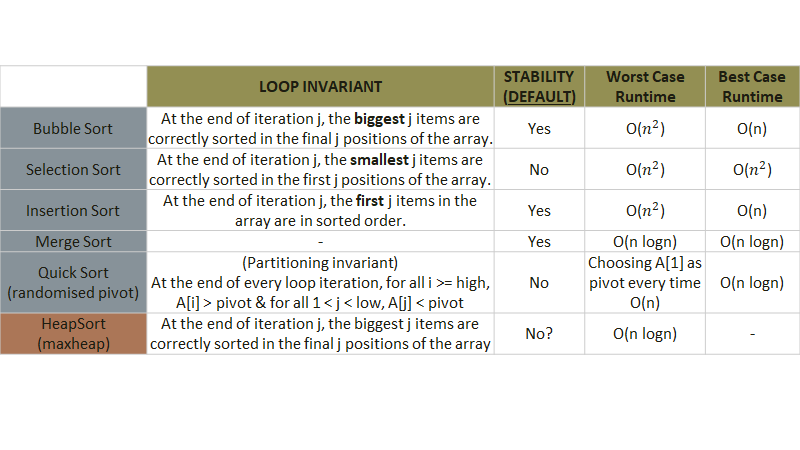 LOOP INVARIANT
STABILITY
(DEFAULT)
Worst Case
Runtime
Best Case
Runtime
Bubble Sort
At the end of iteration j, the biggest j items are
correctly sorted in the final j positions of the array.
Yes
O(n²)
O(n)
Selection Sort
At the end of iteration j, the smallest j items are
correctly sorted in the first j positions of the array.
No
O(n²)
O(n²)
Insertion Sort
At the end of iteration j, the first j items in the
array are in sorted order.
Yes
O(n²)
O(n)
Merge Sort
-
Yes
O(n logn)
O(n logn)
Quick Sort
(randomised pivot)
(Partitioning invariant)
At the end of every loop iteration, for all i >= high,
A[i] > pivot & for all 1 < j < low, A[j] < pivot
No
Choosing A[1] as
pivot every time
O(n)
O(n logn)
HeapSort
(maxheap)
At the end of iteration j, the biggest j items are
correctly sorted in the final j positions of the array
No?
O(n logn)
-